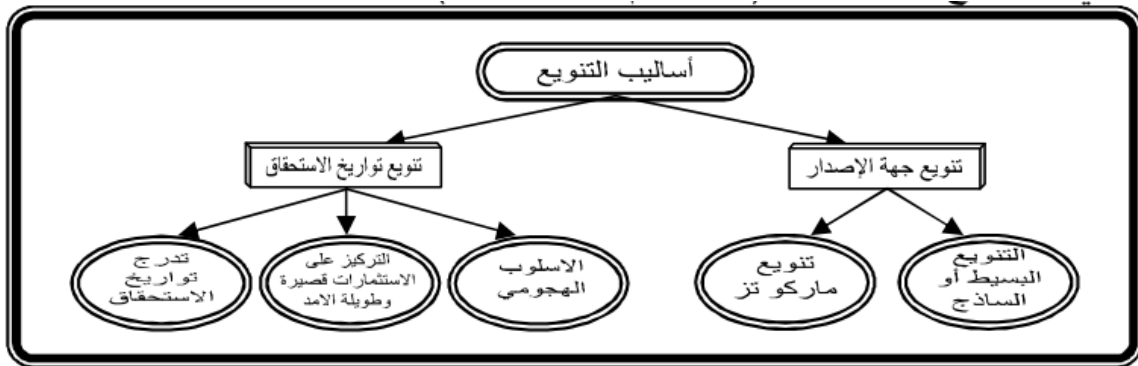 أساليب التنويع
تنويع جهة الإصدار
تنويع تواريخ الاستحقاق
التنويع
البسيط أو
الساذج
تنويع
ماركو تز
الاسلوب
الهجومي
التركيز على
الاستثمارات قصيرة
وطويلة الامد
تدرج
تواريخ
الاستحقاق